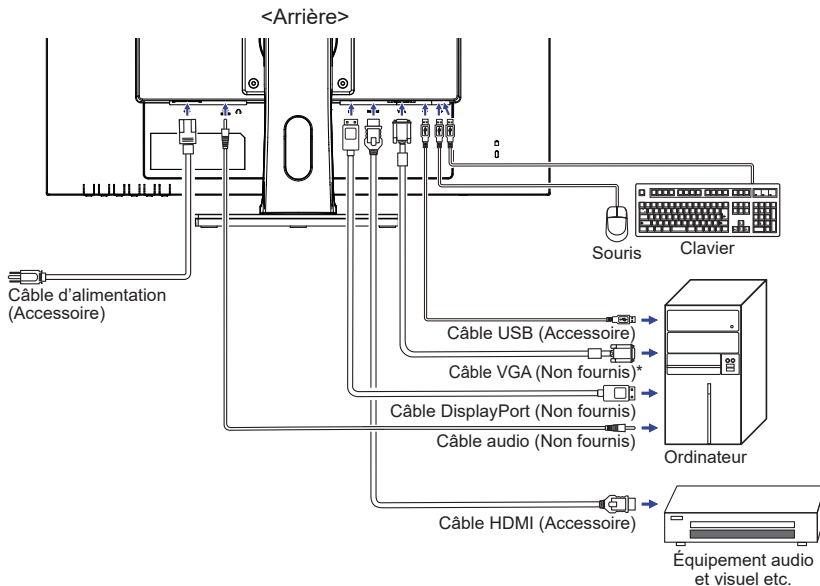 <Arrière>
Souris
Clavier
Câble d'alimentation
(Accessoire)
Câble USB (Accessoire)
Câble VGA (Non fournis)*
Câble DisplayPort (Non fournis)
Câble audio (Non fournis)
Ordinateur
Câble HDMI (Accessoire)
Équipement audio
et visuel etc.